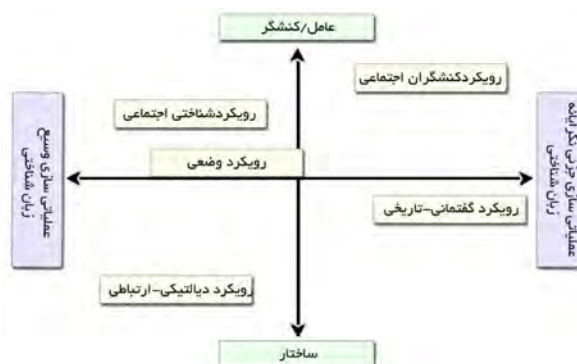 عامل/کنشگر
رویکردکنشگران اجتماعی
رویکردشناختی اجتماعی
عملیاتی سازی جزئی نگرایانه
زبان شناختی
عملیاتی سازی وسیع
زبان شناختی
رویکرد وضعی
رویکرد گفتمانی-تاریخی
رویکرد دیالتیکی-ارتباطی
ساختار